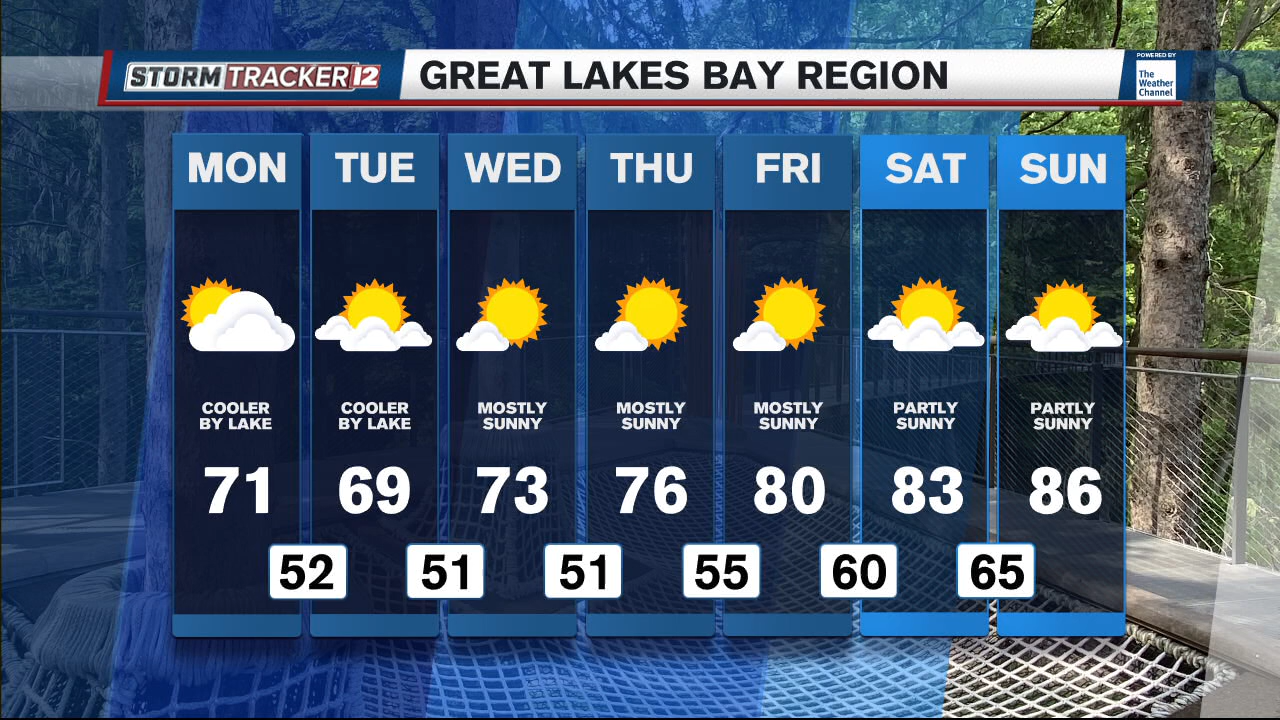 STORMTRACKER12
GREAT LAKES BAY REGION
POWERED BY
The
Weather
Channel
MON TUE WED THU FRI SAT SUN
COOLER
BY LAKE
COOLER
BY LAKE
MOSTLY
SUNNY
MOSTLY
SUNNY
MOSTLY
SUNNY
PARTLY
SUNNY
PARTLY
SUNNY
71 69 73 76 80 83 86
52 51 51 55 60 65